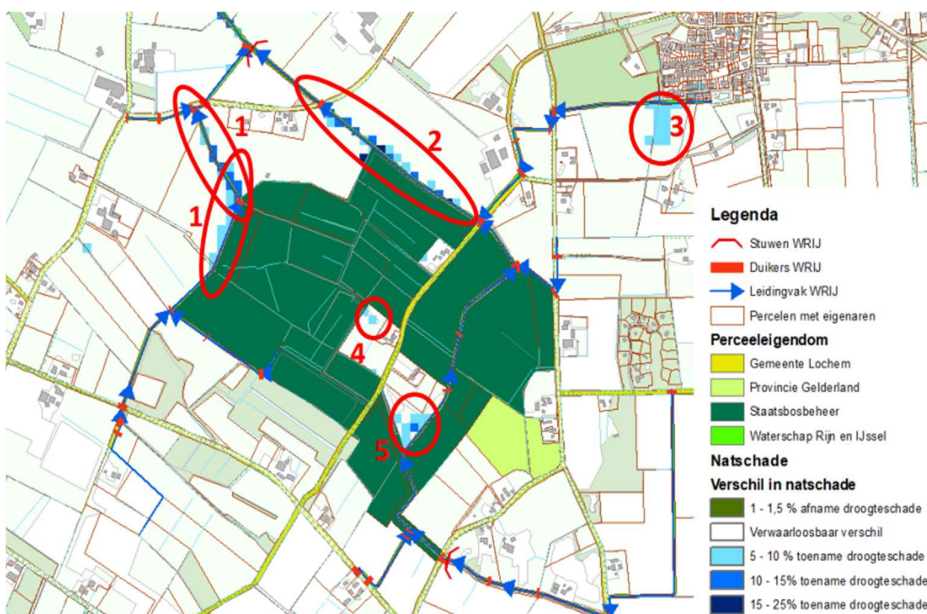 1
2
3
1
4
5
Legenda
Stuwen WRIJ
Duikers WRIJ
Leidingvak WRIJ
Percelen met eigenaren
Perceeleigendom
Gemeente Lochem
Provincie Gelderland
Staatsbosbeheer
Waterschap Rijn en IJssel
Natschade
Verschil in natschade
1 - 1,5 % afname droogteschade
Verwaarloosbaar verschil
5 - 10 % toename droogteschade
10 - 15% toename droogteschade
15 - 25% toename droogteschade